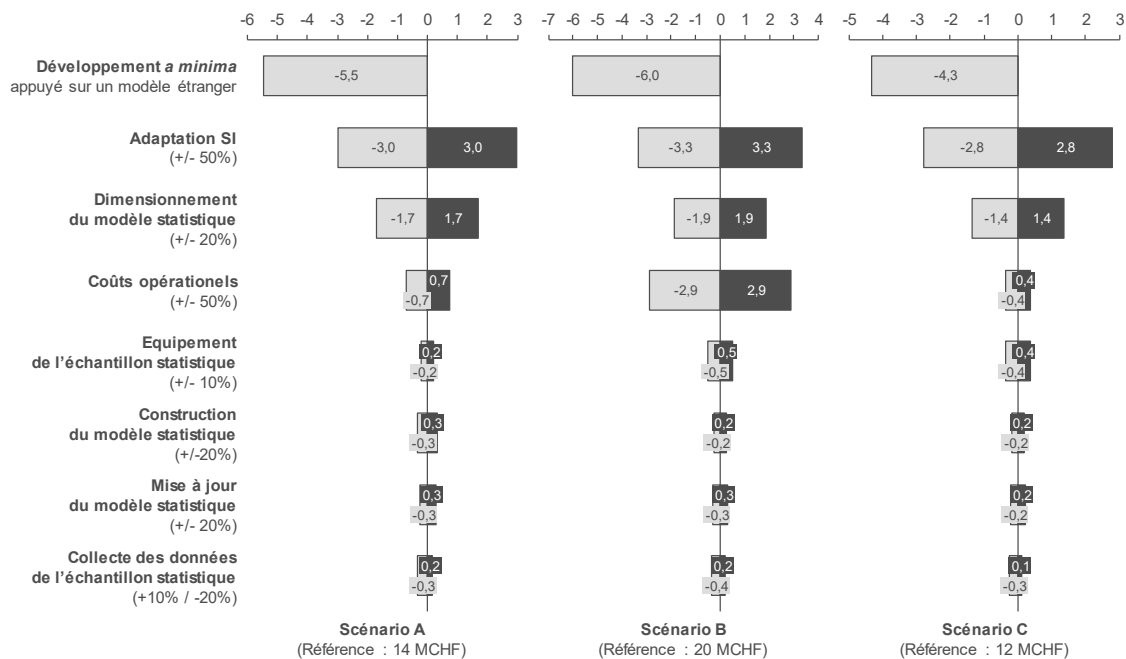 -6 -5 -4 -3 -2 -1 0 1 2 3
-7 -6 -5 -4 -3 -2 -1 0 1 2 3 4
-5 -4 -3 -2 -1 0 1 2 3
Développement a minima
appuyé sur un modèle étranger
-5,5
-6,0
-4,3
Adaptation SI
(+/- 50%)
-3,0 3,0
-3,3 3,3
-2,8 2,8
Dimensionnement
du modèle statistique
(+/- 20%)
-1,7 1,7
-1,9 1,9
-1,4 1,4
Coûts opérationels
(+/- 50%)
0,7
-0,7
-2,9 2,9
0,4
-0,4
Equipement
de l'échantillon statistique
(+/- 10%)
0,2
-0,2
0,5
-0,5
0,4
-0,4
Construction
du modèle statistique
(+/-20%)
0,3
-0,3
0,2
-0,2
0,2
-0,2
Mise à jour
du modèle statistique
(+/- 20%)
0,3
-0,3
0,3
-0,3
0,2
-0,2
Collecte des données
de l'échantillon statistique
(+10% / -20%)
0,2
-0,3
0,2
-0,4
0,1
-0,3
Scénario A
(Référence : 14 MCHF)
Scénario B
(Référence : 20 MCHF)
Scénario C
(Référence : 12 MCHF)